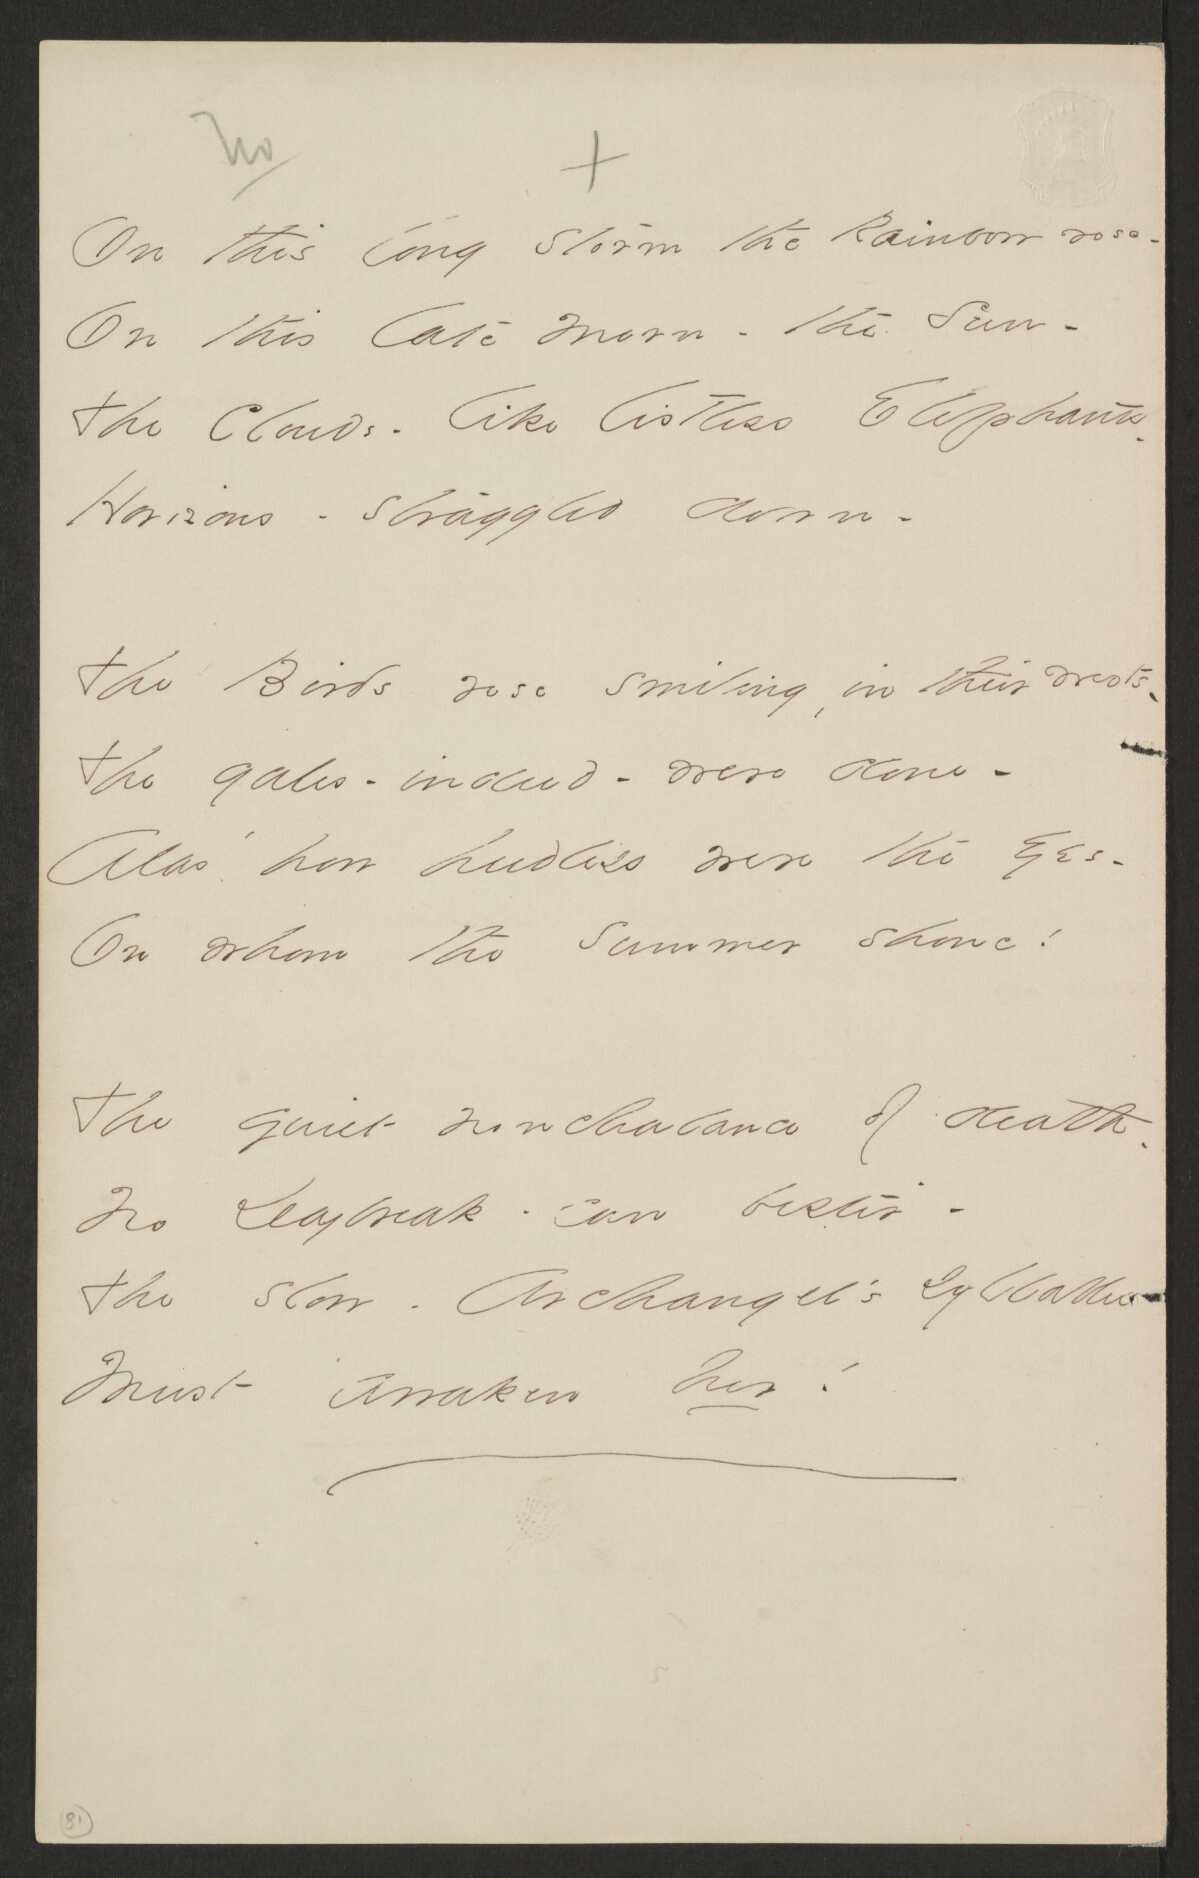 No
+
On this long storm the Rainbow rose -
On this late morn - the Sun -
The Clouds - like listless Elephants -
Horizons - straggled down -
The Birds rose smiling, in their nests -
The gales - indeed - were done -
Alas, how heedless were the eyes -
On whom the summer shone!
The quiet nonchalance of death -
No Daybreak - can bestir -
The slow - Archangel's syllables
Must awaken her!
81